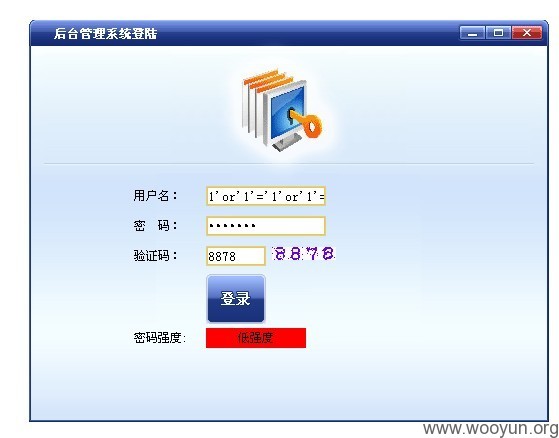 后台管理系统登陆
用户名： 1'or'1'='1'or'1'=
密　码： •••••••
验证码： 8878 8878
登录
密码强度: 低强度
www.wooyun.org